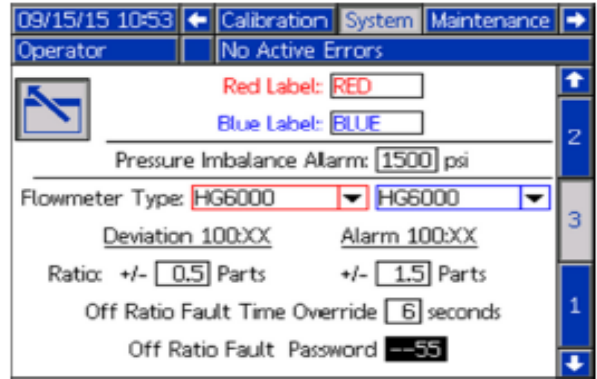 09/15/15 10:53 Calibration System Maintenance
Operator No Active Errors
Red Label: RED
Blue Label: BLUE
2
Pressure Imbalance Alarm: 1500 psi
Flowmeter Type: HG6000 HG6000
3
Deviation 100:XX Alarm 100:XX
Ratio: +/- 0.5 Parts +/- 1.5 Parts
Off Ratio Fault Time Override 6 seconds
1
Off Ratio Fault Password --55